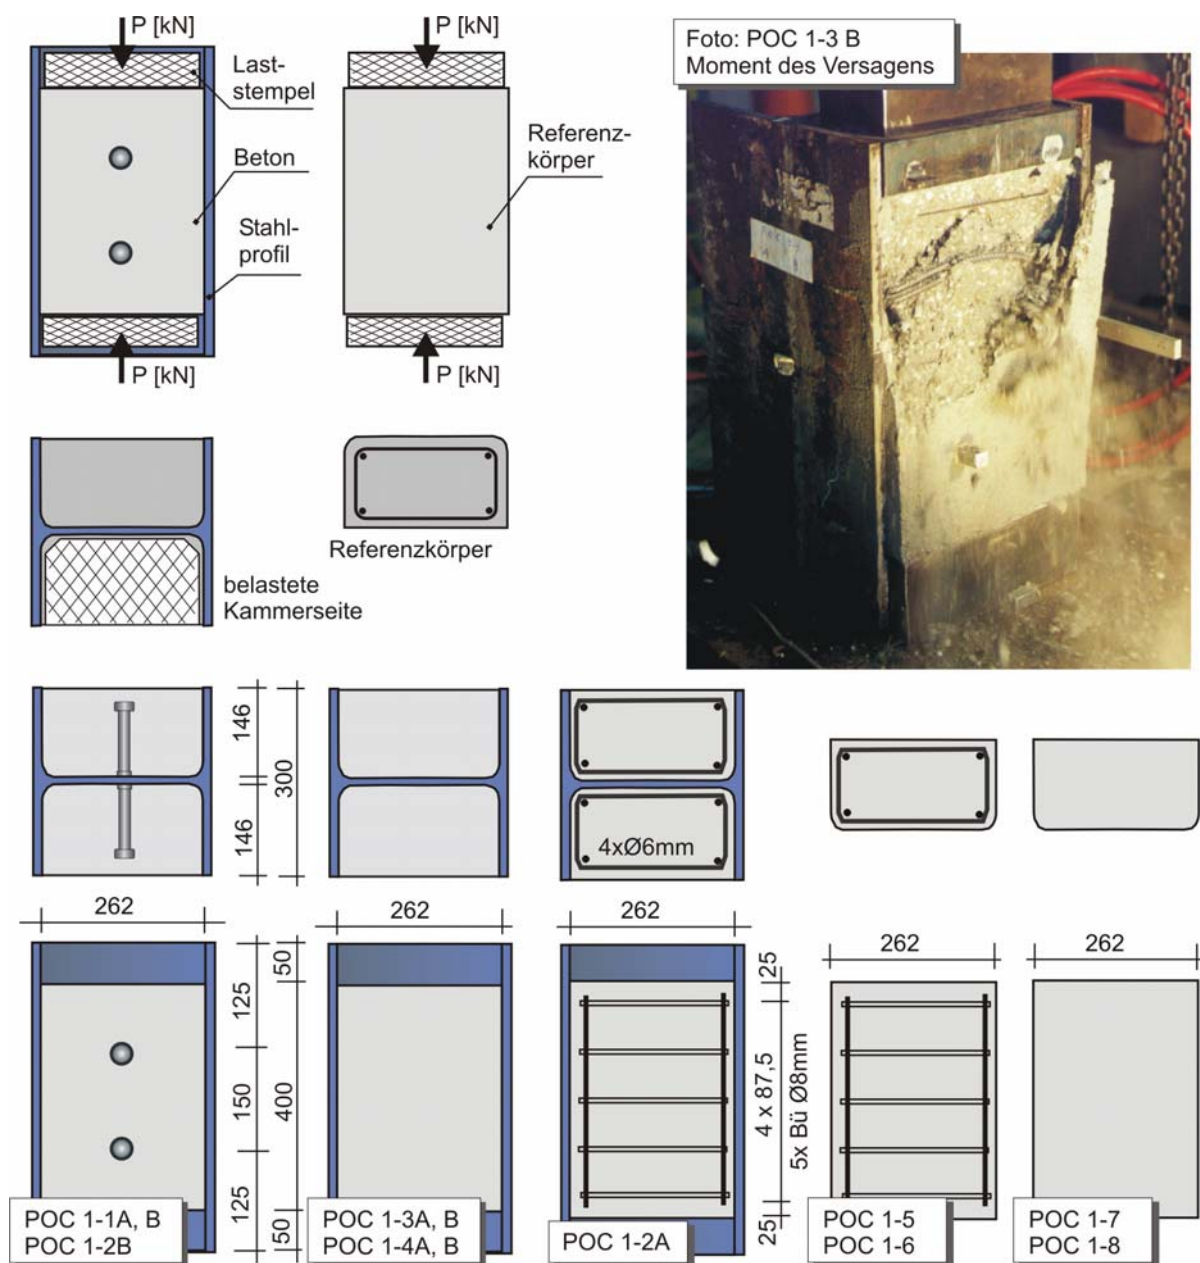 P [kN]
P [kN]
Last-
stempel
Beton
Stahl-
profil
Referenz-
körper
P [kN]
P [kN]
Foto: POC 1-3 B
Moment des Versagens
Referenzkörper
belastete
Kammerseite
146
146
300
4xØ6mm
262
262
262
262
262
125
150
125
50
400
50
25
4 x 87,5
25
5x Bü Ø8mm
POC 1-1A, B
POC 1-2B
POC 1-3A, B
POC 1-4A, B
POC 1-2A
POC 1-5
POC 1-6
POC 1-7
POC 1-8